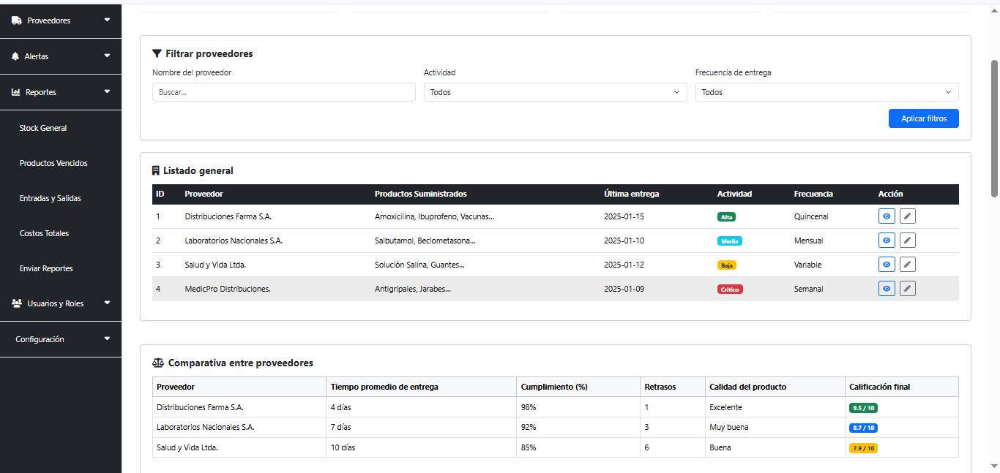 Proveedores
Alertas
Reportes
Stock General
Productos Vencidos
Entradas y Salidas
Costos Totales
Enviar Reportes
Usuarios y Roles
Configuración
Filtrar proveedores
Nombre del proveedor Actividad Frecuencia de entrega
Buscar... Todos Todos
Aplicar filtros
Listado general
ID Proveedor Productos Suministrados Última entrega Actividad Frecuencia Acción
1 Distribuciones Farma S.A. Amoxicilina, Ibuprofeno, Vacunas... 2025-01-15 Alta Quincenal
2 Laboratorios Nacionales S.A. Salbutamol, Beclometasona... 2025-01-10 Media Mensual
3 Salud y Vida Ltda. Solución Salina, Guantes... 2025-01-12 Baja Variable
4 MedicPro Distribuciones. Antigripales, Jarabes... 2025-01-09 Crítico Semanal
Comparativa entre proveedores
Proveedor Tiempo promedio de entrega Cumplimiento (%) Retrasos Calidad del producto Calificación final
Distribuciones Farma S.A. 4 días 98% 1 Excelente 9.5 / 10
Laboratorios Nacionales S.A. 7 días 92% 3 Muy buena 8.7 / 10
Salud y Vida Ltda. 10 días 85% 6 Buena 7.9 / 10